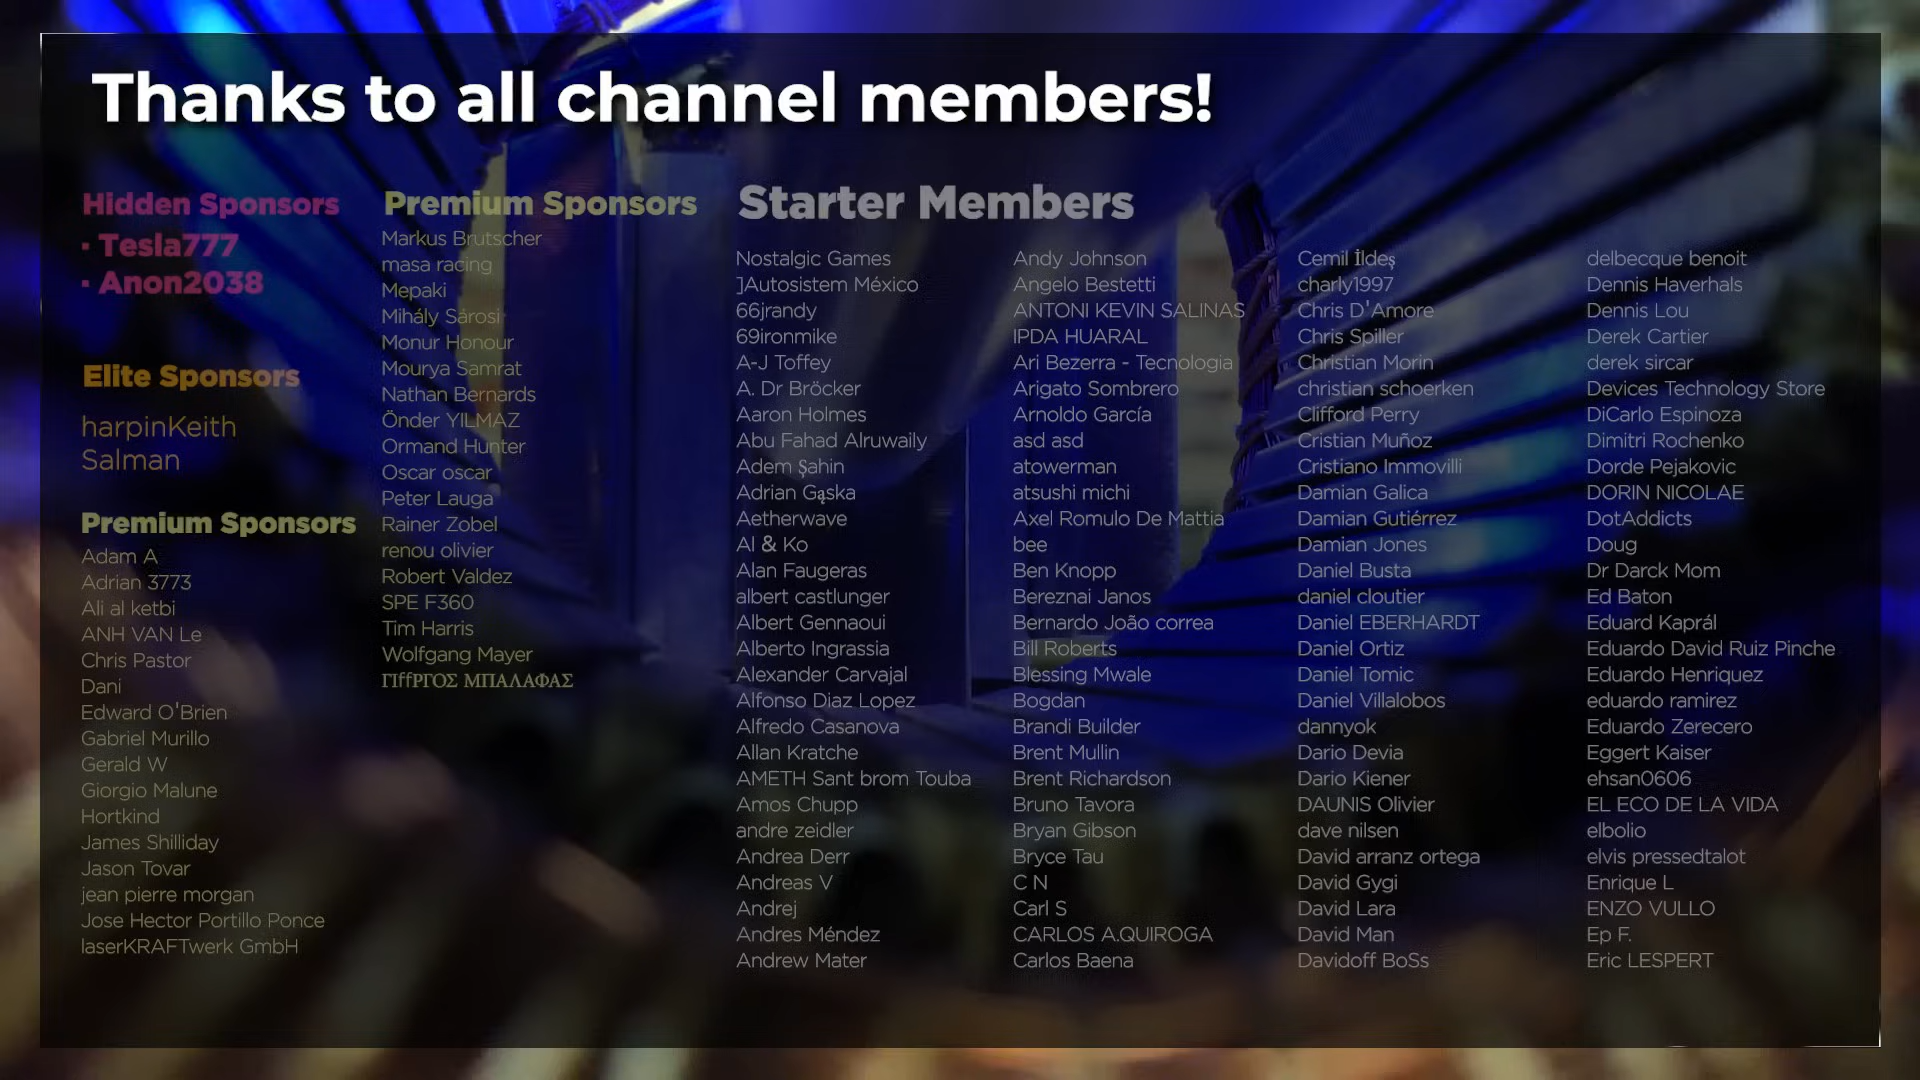 Thanks to all channel members!
Hidden Sponsors
· Tesla777
· Anon2038
Elite Sponsors
harpinKeith
Salman
Premium Sponsors
Adam A
Adrian 3773
Ali al ketbi
ANH VAN Le
Chris Pastor
Dani
Edward O'Brien
Gabriel Murillo
Gerald W
Giorgio Malune
Hortkind
James Shilliday
Jason Tovar
jean pierre morgan
Jose Hector Portillo Ponce
laserKRAFTwerk GmbH
Premium Sponsors
Markus Brutscher
masa racing
Mepaki
Mihály Sárosi
Monur Honour
Mourya Samrat
Nathan Bernards
Önder YILMAZ
Ormand Hunter
Oscar oscar
Peter Lauga
Rainer Zobel
renou olivier
Robert Valdez
SPE F360
Tim Harris
Wolfgang Mayer
ΓIffΡΓΟΣ ΜΠΑΛΑΦΑΣ
Starter Members
Nostalgic Games
]Autosistem México
66jrandy
69ironmike
A-J Toffey
A. Dr Bröcker
Aaron Holmes
Abu Fahad Alruwaily
Adem Şahin
Adrian Gąska
Aetherwave
Al & Ko
Alan Faugeras
albert castlunger
Albert Gennaoui
Alberto Ingrassia
Alexander Carvajal
Alfonso Diaz Lopez
Alfredo Casanova
Allan Kratche
AMETH Sant brom Touba
Amos Chupp
andre zeidler
Andrea Derr
Andreas V
Andrej
Andres Méndez
Andrew Mater
Andy Johnson
Angelo Bestetti
ANTONI KEVIN SALINAS
IPDA HUARAL
Ari Bezerra - Tecnologia
Arigato Sombrero
Arnoldo García
asd asd
atowerman
atsushi michi
Axel Romulo De Mattia
bee
Ben Knopp
Bereznai Janos
Bernardo João correa
Bill Roberts
Blessing Mwale
Bogdan
Brandi Builder
Brent Mullin
Brent Richardson
Bruno Tavora
Bryan Gibson
Bryce Tau
C N
Carl S
CARLOS A.QUIROGA
Carlos Baena
Cemil İldeş
charly1997
Chris D'Amore
Chris Spiller
Christian Morin
christian schoerken
Clifford Perry
Cristian Muñoz
Cristiano Immovilli
Damian Galica
Damian Gutiérrez
Damian Jones
Daniel Busta
daniel cloutier
Daniel EBERHARDT
Daniel Ortiz
Daniel Tomic
Daniel Villalobos
dannyok
Dario Devia
Dario Kiener
DAUNIS Olivier
dave nilsen
David arranz ortega
David Gygi
David Lara
David Man
Davidoff BoSs
delbecque benoit
Dennis Haverhals
Dennis Lou
Derek Cartier
derek sircar
Devices Technology Store
DiCarlo Espinoza
Dimitri Rochenko
Dorde Pejakovic
DORIN NICOLAE
DotAddicts
Doug
Dr Darck Mom
Ed Baton
Eduard Kaprál
Eduardo David Ruiz Pinche
Eduardo Henriquez
eduardo ramirez
Eduardo Zerecero
Eggert Kaiser
ehsan0606
EL ECO DE LA VIDA
elbolio
elvis pressedtalot
Enrique L
ENZO VULLO
Ep F.
Eric LESPERT